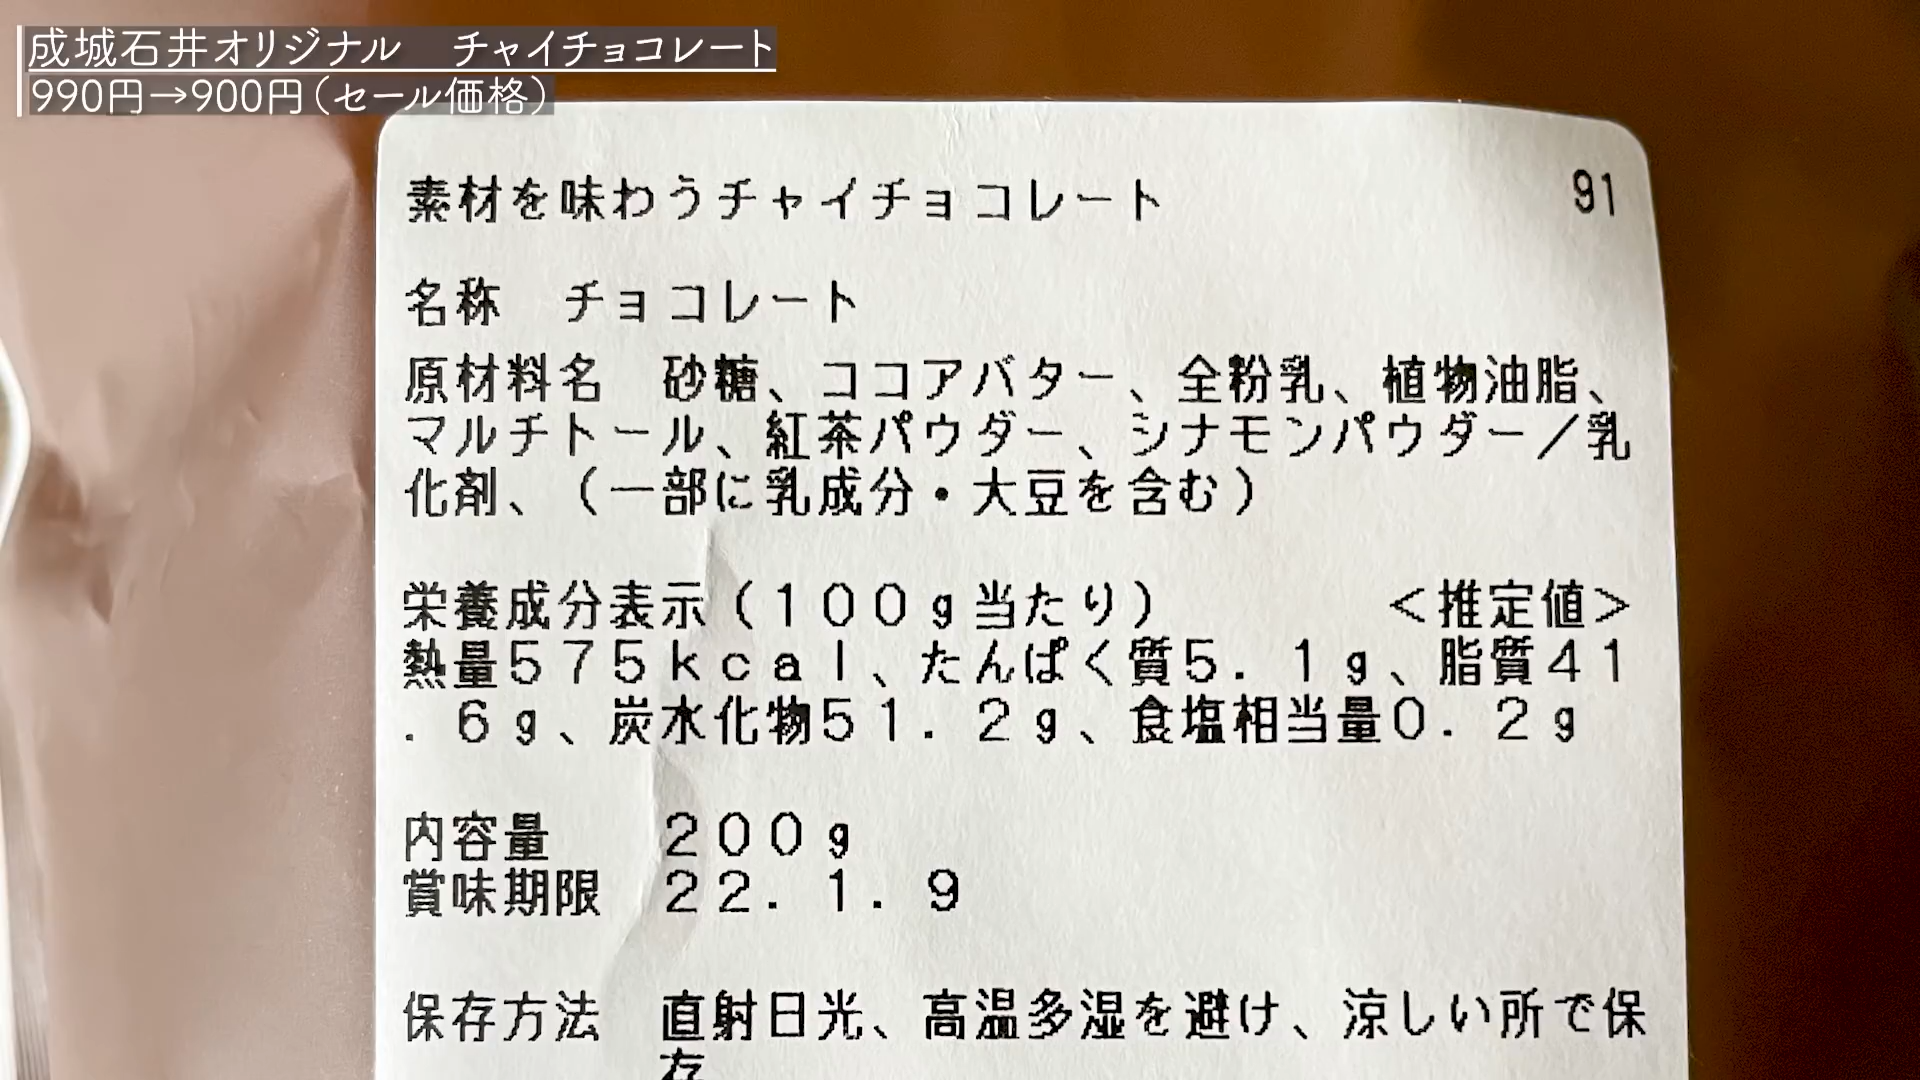 成城石井オリジナル　チャイチョコレート
990円→900円（セール価格）
素材を味わうチャイチョコレート 91
名称　チョコレート
原材料名　砂糖、ココアバター、全粉乳、植物油脂、
マルチトール、紅茶パウダー、シナモンパウダー／乳
化剤、（一部に乳成分・大豆を含む）
栄養成分表示（１００ｇ当たり）　＜推定値＞
熱量５７５ｋｃａｌ、たんぱく質５．１ｇ、脂質４１
．６ｇ、炭水化物５１．２ｇ、食塩相当量０．２ｇ
内容量　２００ｇ
賞味期限　２２．１．９
保存方法　直射日光、高温多湿を避け、涼しい所で保
存